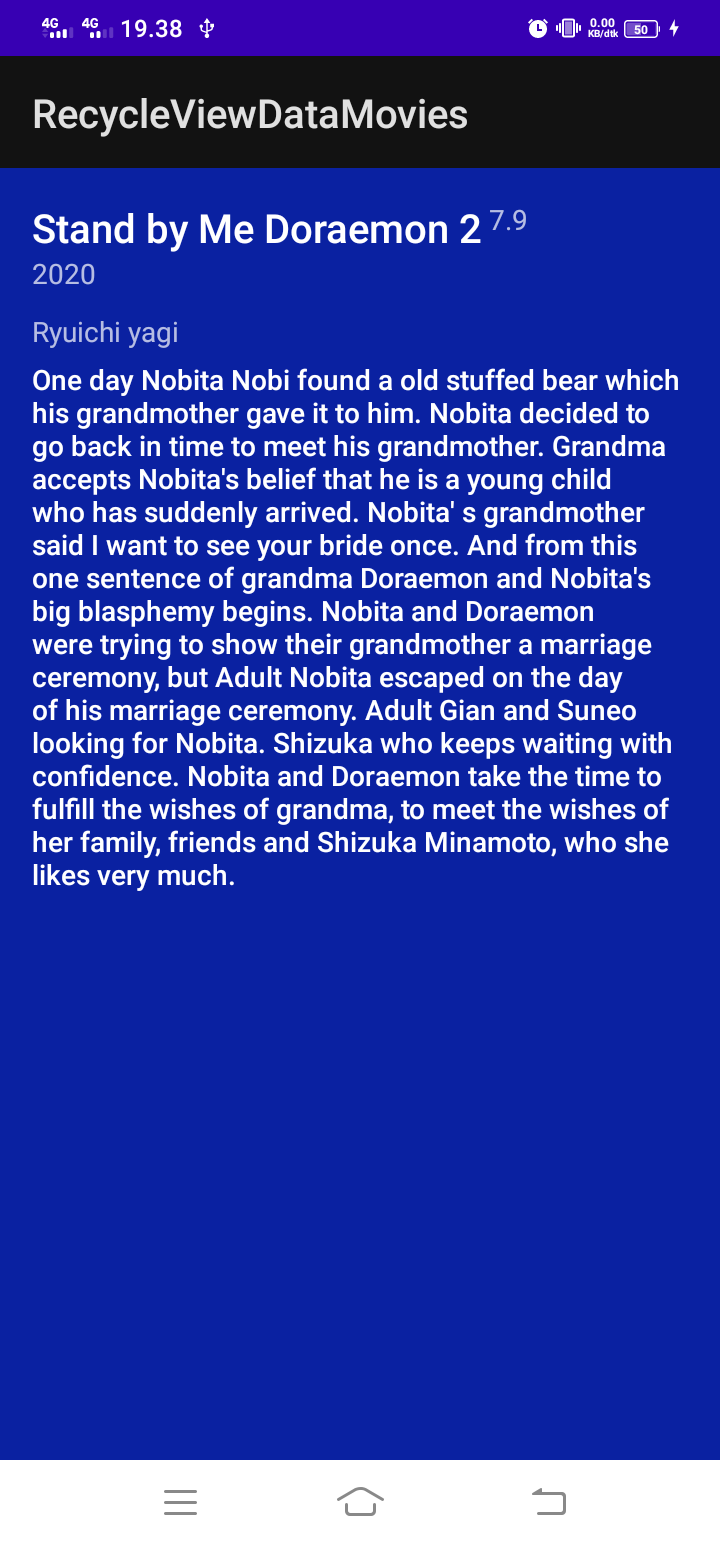 4G 4G 19.38 0.00 KB/dtk 50
RecycleViewDataMovies
Stand by Me Doraemon 2 7.9
2020
Ryuichi yagi
One day Nobita Nobi found a old stuffed bear which
his grandmother gave it to him. Nobita decided to
go back in time to meet his grandmother. Grandma
accepts Nobita's belief that he is a young child
who has suddenly arrived. Nobita' s grandmother
said I want to see your bride once. And from this
one sentence of grandma Doraemon and Nobita's
big blasphemy begins. Nobita and Doraemon
were trying to show their grandmother a marriage
ceremony, but Adult Nobita escaped on the day
of his marriage ceremony. Adult Gian and Suneo
looking for Nobita. Shizuka who keeps waiting with
confidence. Nobita and Doraemon take the time to
fulfill the wishes of grandma, to meet the wishes of
her family, friends and Shizuka Minamoto, who she
likes very much.